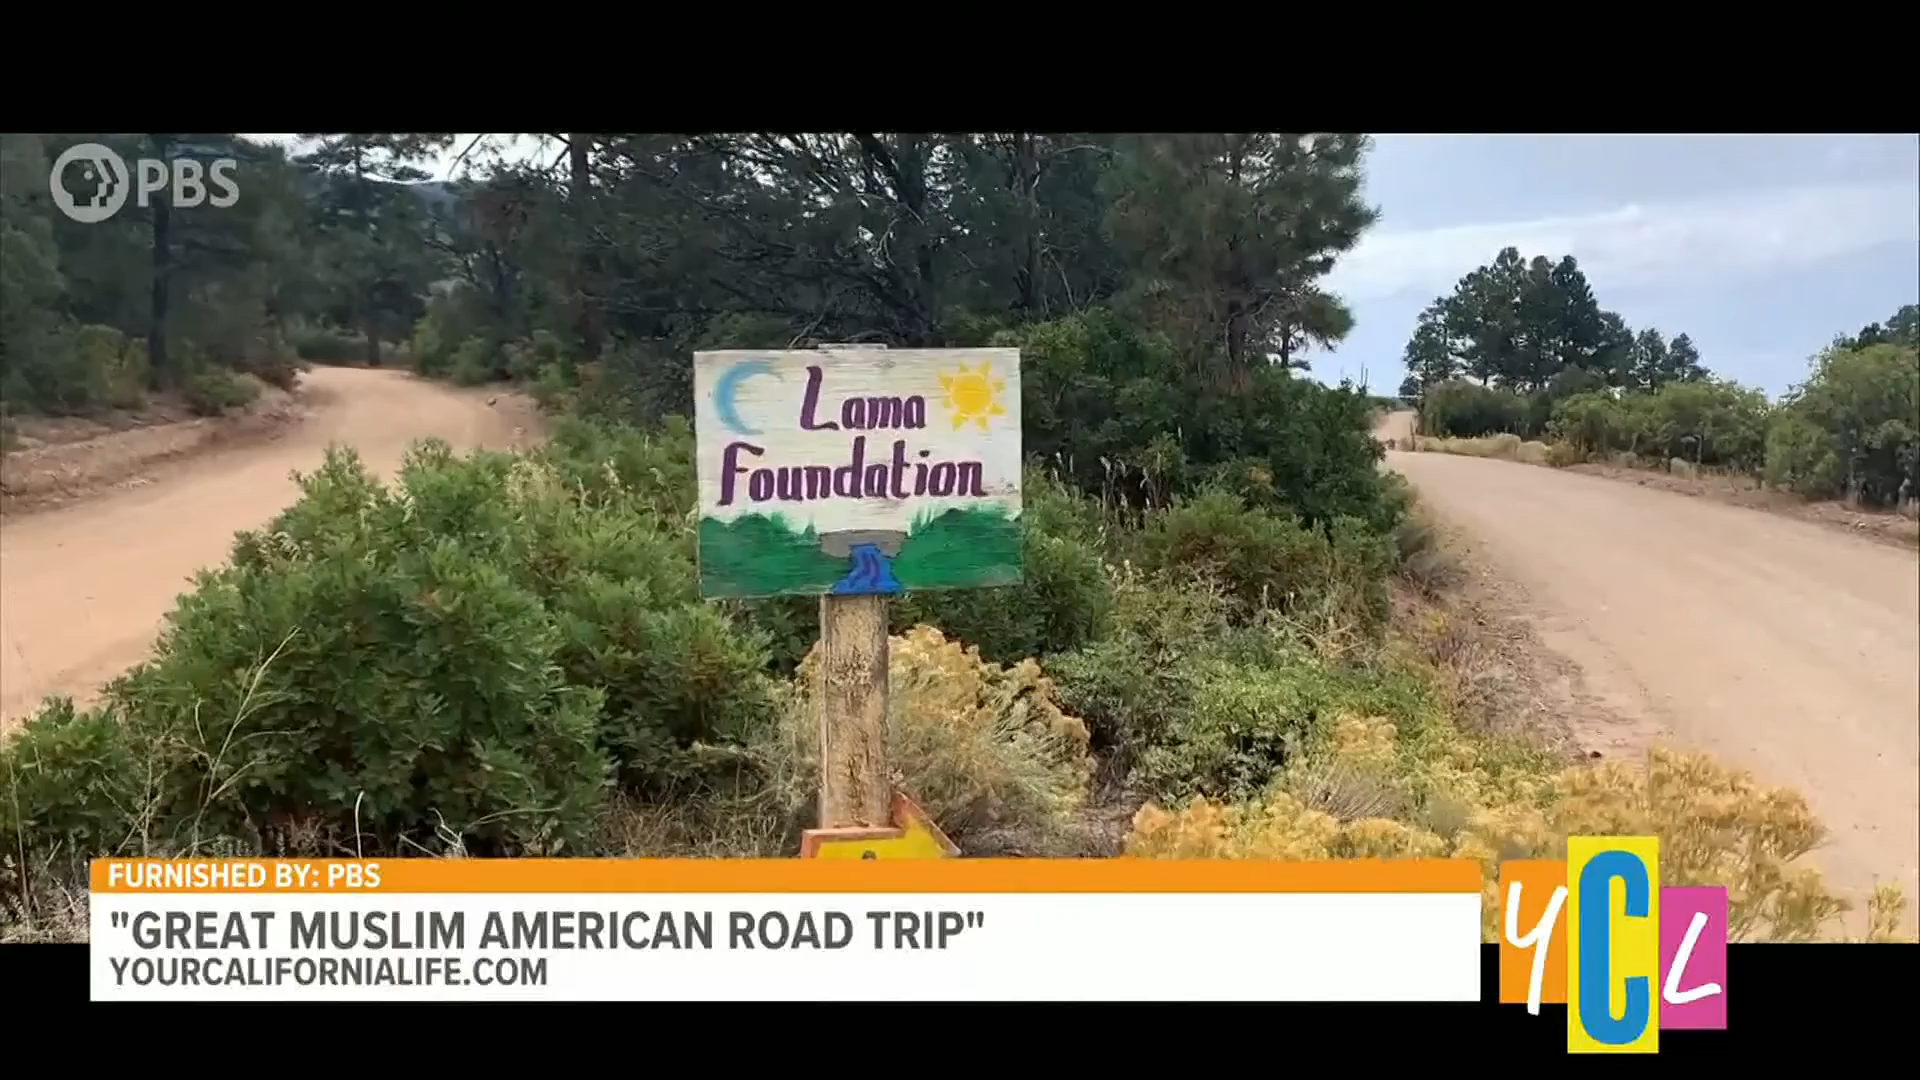 PBS
Lama
Foundation
FURNISHED BY: PBS
"GREAT MUSLIM AMERICAN ROAD TRIP"
YOURCALIFORNIALIFE.COM
YCL